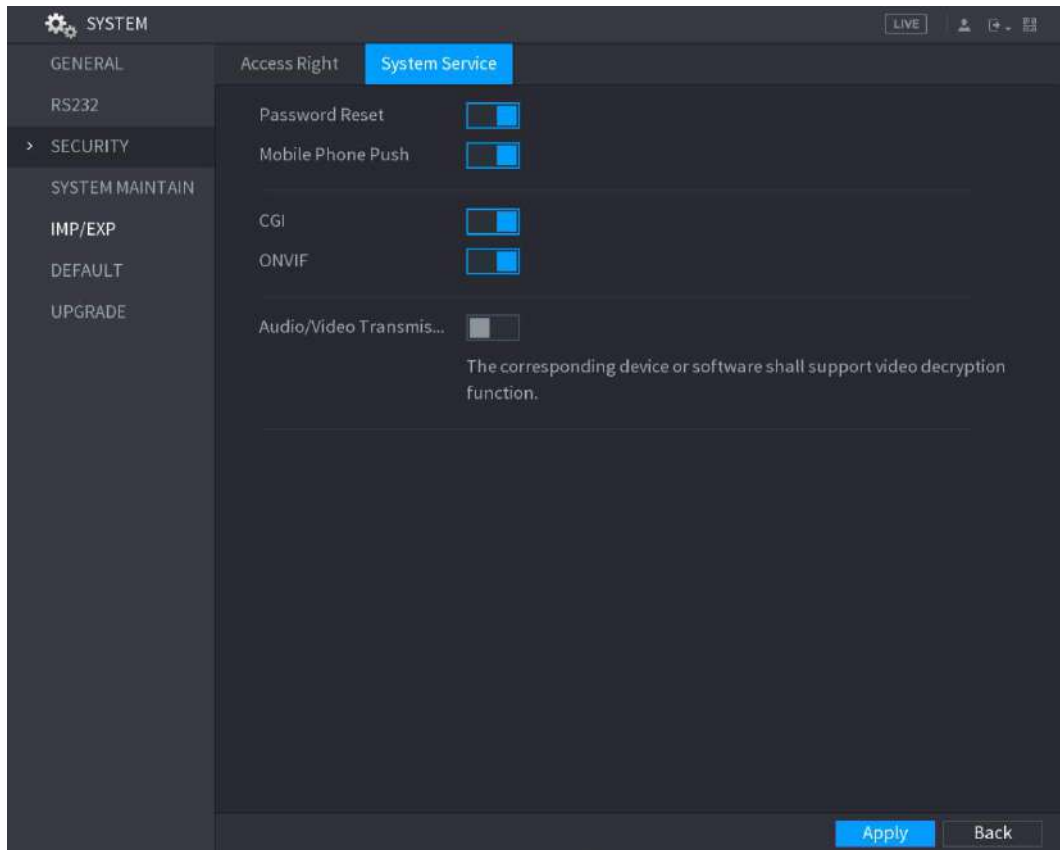 SYSTEM
LIVE
GENERAL
RS232
> SECURITY
SYSTEM MAINTAIN
IMP/EXP
DEFAULT
UPGRADE
Access Right
System Service
Password Reset
Mobile Phone Push
CGI
ONVIF
Audio/Video Transmis...
The corresponding device or software shall support video decryption
function.
Apply
Back